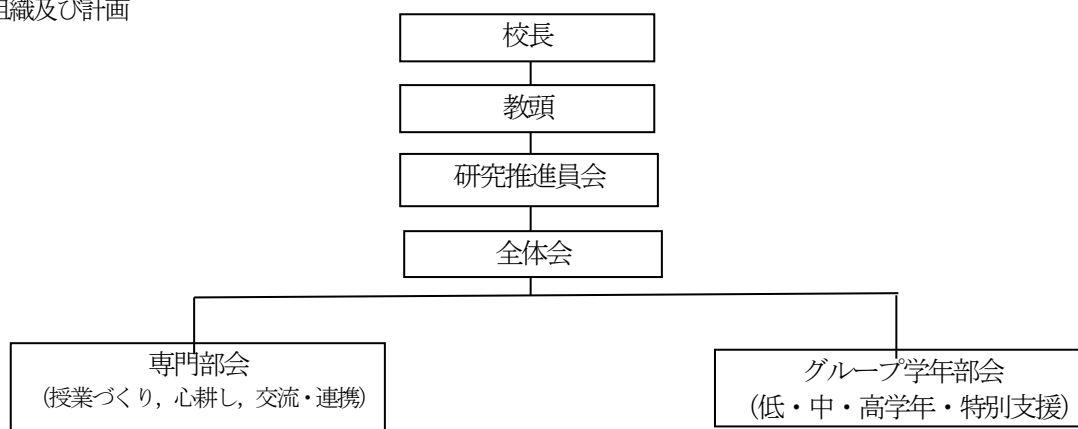 組織及び計画
校長
教頭
研究推進員会
全体会
専門部会
(授業づくり，心耕し，交流・連携)
グループ学年部会
(低・中・高学年・特別支援)